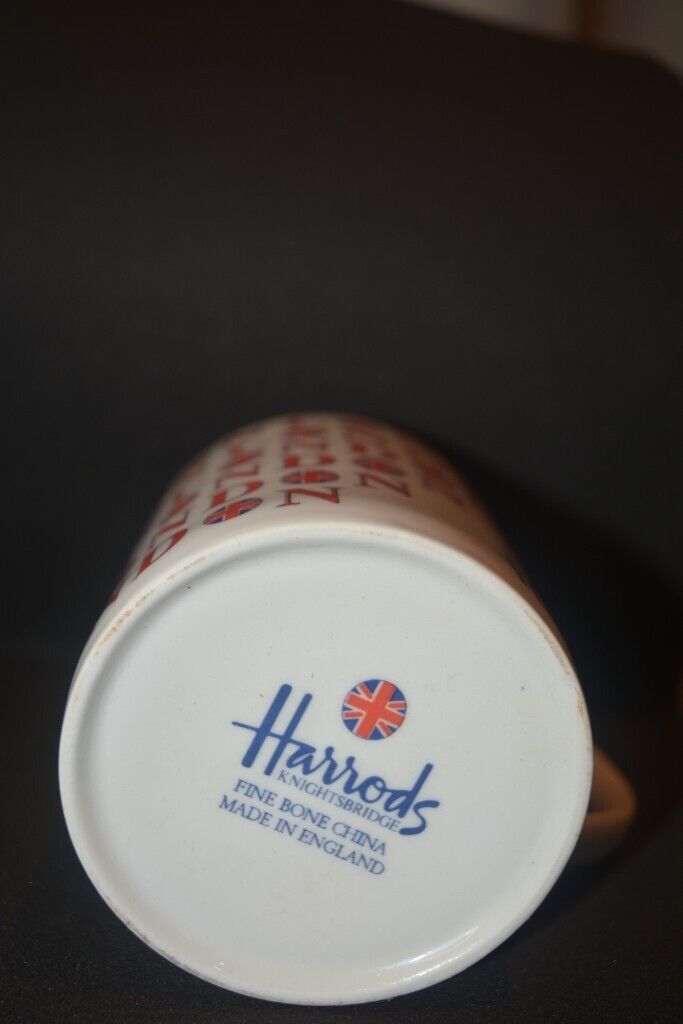 Harrods
KNIGHTSBRIDGE
FINE BONE CHINA
MADE IN ENGLAND